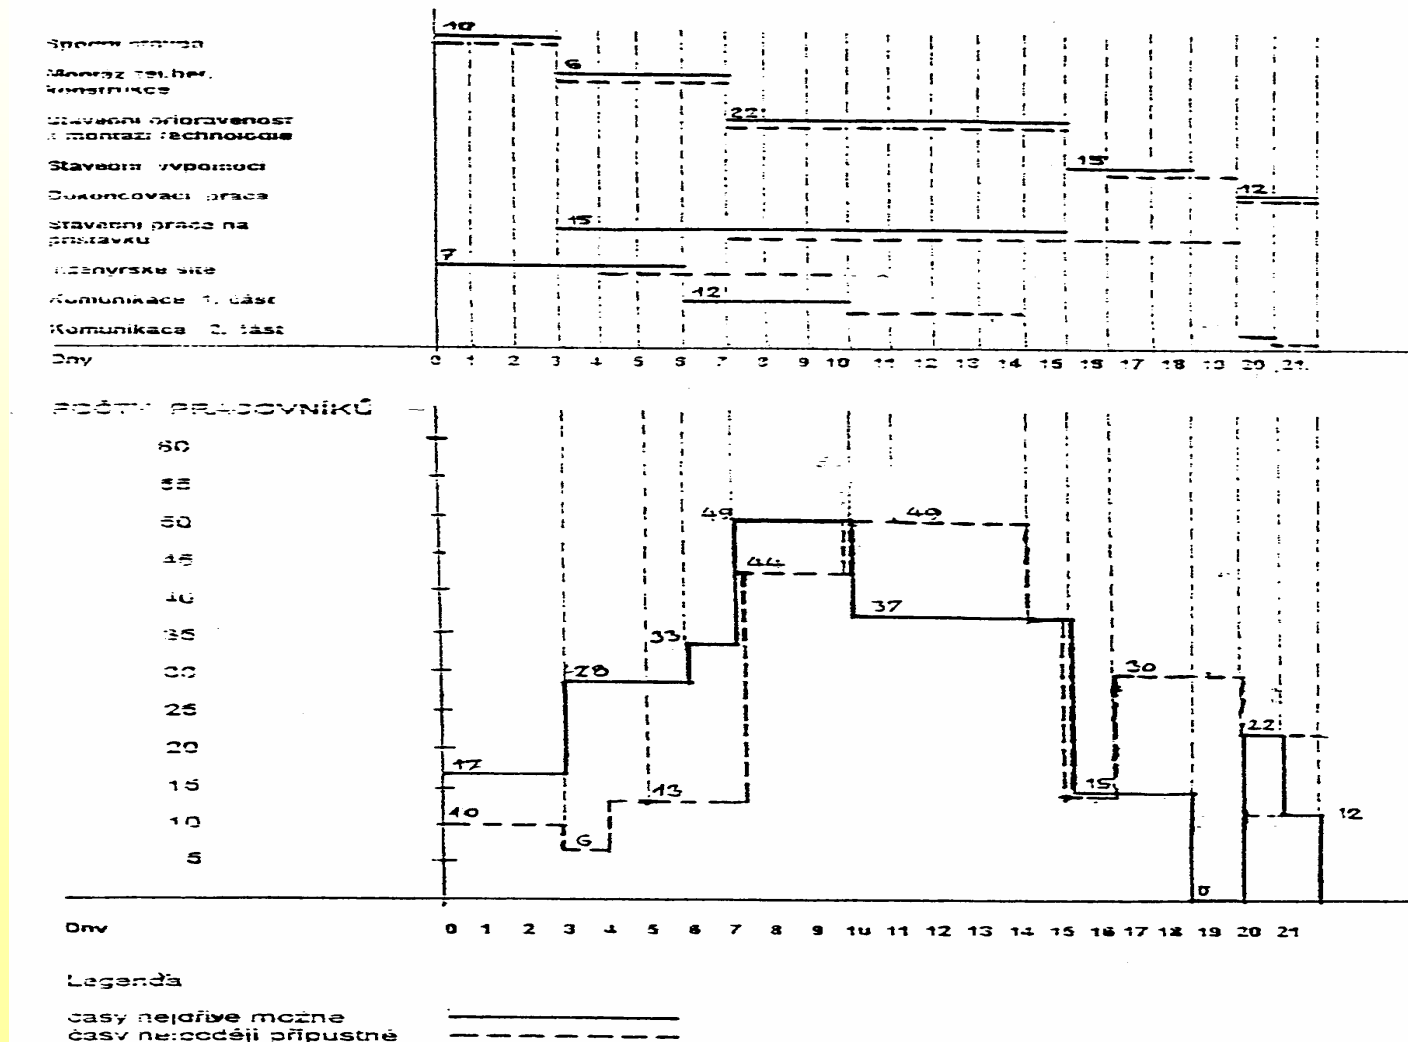 10
Spodní stavba
6
Montáž
konstrukce
22
Stavební připravenost
k montáži technologie
15
Stavební výpomoci
12
Dokončovací práce
15
Stavební práce na
přístavku
7
Inženýrské sítě
12
Komunikace 1. část
Komunikace 2. část
Dny 0 1 2 3 4 5 6 7 8 9 10 11 12 13 14 15 16 17 18 19 20 21
POČTY PRACOVNÍKŮ
60
55
50 49 49
45 44
40
35 33 37
30 28 30
25
20 22
15 17 13 15
10 10 12
5 6 0
Dny 0 1 2 3 4 5 6 7 8 9 10 11 12 13 14 15 16 17 18 19 20 21
Legenda
časy nejdříve možné
časy nejpozději přípustné